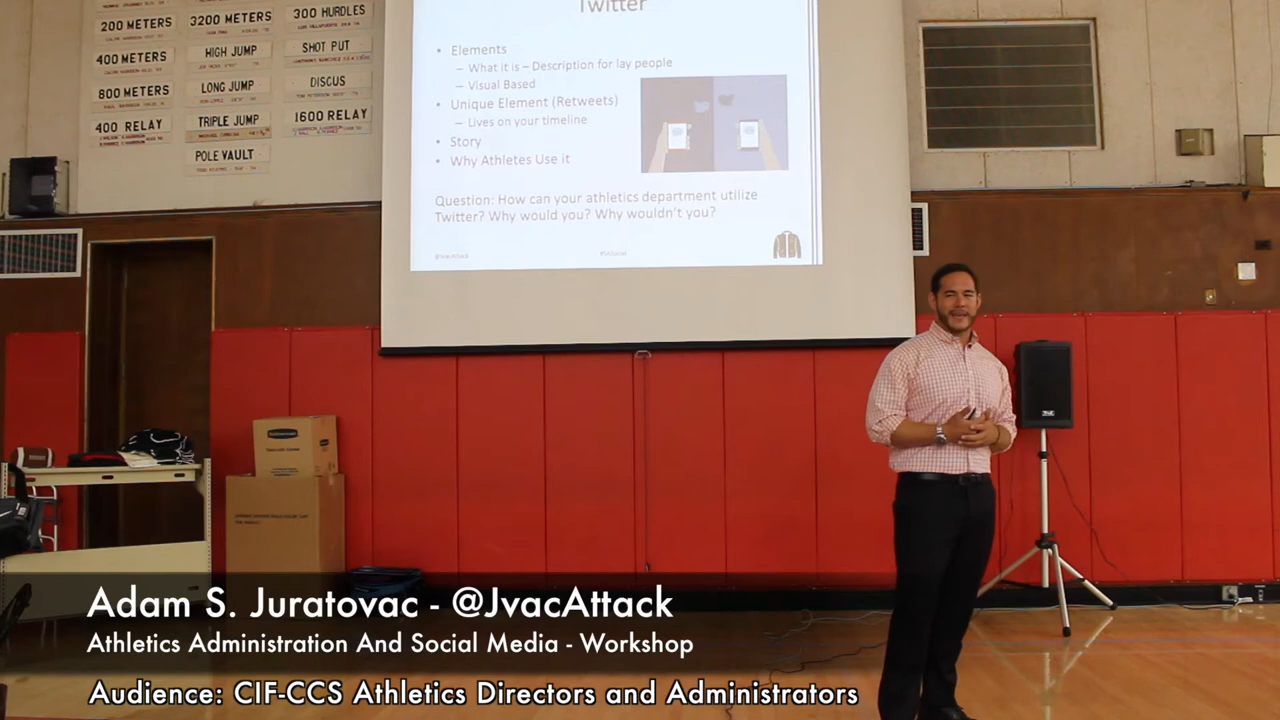 200 METERS
3200 METERS
300 HURDLES
400 METERS
HIGH JUMP
SHOT PUT
800 METERS
LONG JUMP
DISCUS
400 RELAY
TRIPLE JUMP
1600 RELAY
POLE VAULT
Twitter
• Elements
– What it is – Description for lay people
– Visual Based
• Unique Element (Retweets)
– Lives on your timeline
• Story
• Why Athletes Use it
Question: How can your athletics department utilize
Twitter? Why would you? Why wouldn't you?
@JvacAttack
Adam S. Juratovac - @JvacAttack
Athletics Administration And Social Media - Workshop
Audience: CIF-CCS Athletics Directors and Administrators